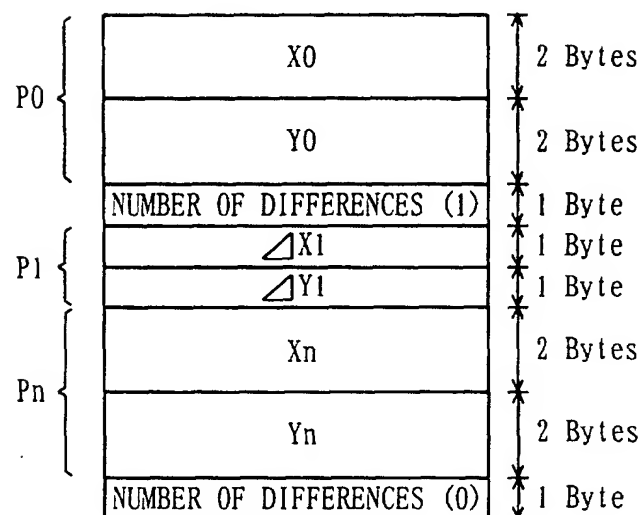 X0 2 Bytes
P0
Y0 2 Bytes
NUMBER OF DIFFERENCES (1) 1 Byte
P1 ⊿X1 1 Byte
⊿Y1 1 Byte
Xn 2 Bytes
Pn
Yn 2 Bytes
NUMBER OF DIFFERENCES (0) 1 Byte